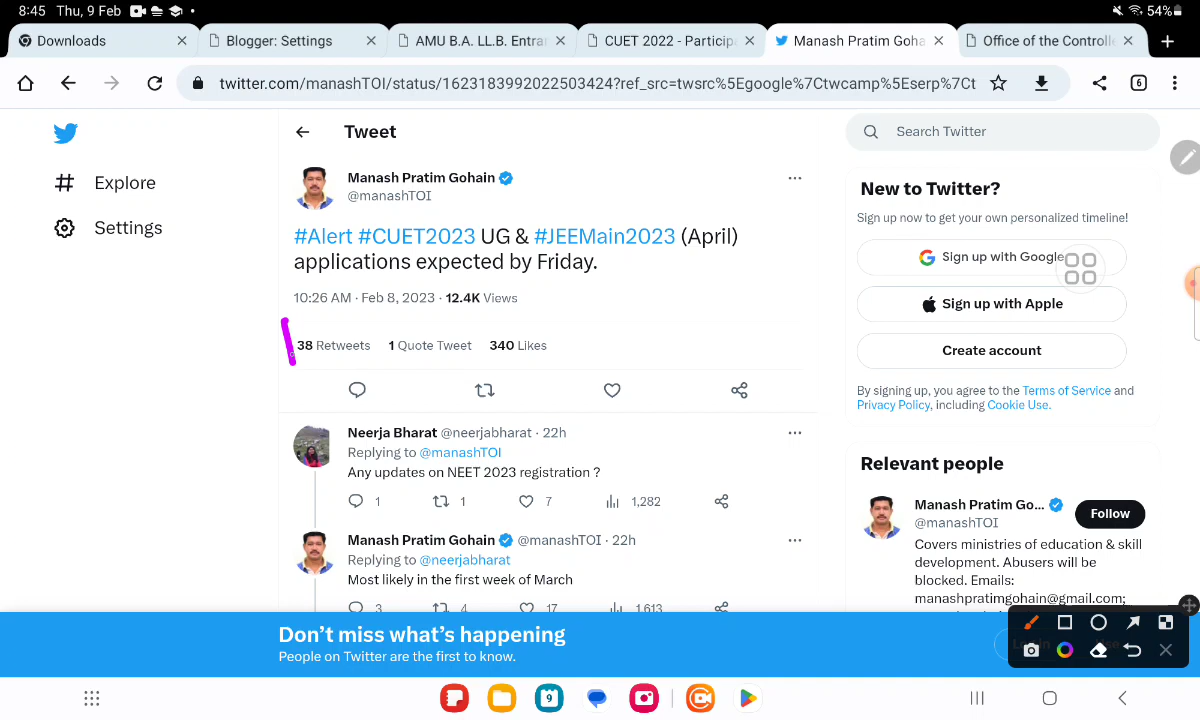 8:45 Thu, 9 Feb
54%
Downloads
Blogger: Settings
AMU B.A. LL.B. Entra
CUET 2022 - Particip
Manash Pratim Goha
Office of the Controlle
twitter.com/manashTOI/status/1623183992022503424?ref_src=twsrc%5Egoogle%7Ctwcamp%5Eserp%7Ct
6
Tweet
Search Twitter
Explore
Settings
Manash Pratim Gohain
@manashTOI
#Alert #CUET2023 UG & #JEEMain2023 (April)
applications expected by Friday.
10:26 AM · Feb 8, 2023 · 12.4K Views
38 Retweets 1 Quote Tweet 340 Likes
Neerja Bharat @neerjabharat · 22h
Replying to @manashTOI
Any updates on NEET 2023 registration ?
1 1 7 1,282
Manash Pratim Gohain @manashTOI · 22h
Replying to @neerjabharat
Most likely in the first week of March
3 4 17 1,613
New to Twitter?
Sign up now to get your own personalized timeline!
Sign up with Google
Sign up with Apple
Create account
By signing up, you agree to the Terms of Service and
Privacy Policy, including Cookie Use.
Relevant people
Manash Pratim Go...
@manashTOI
Follow
Covers ministries of education & skill
development. Abusers will be
blocked. Emails:
manashpratimgohain@gmail.com;
Don't miss what's happening
People on Twitter are the first to know.
9